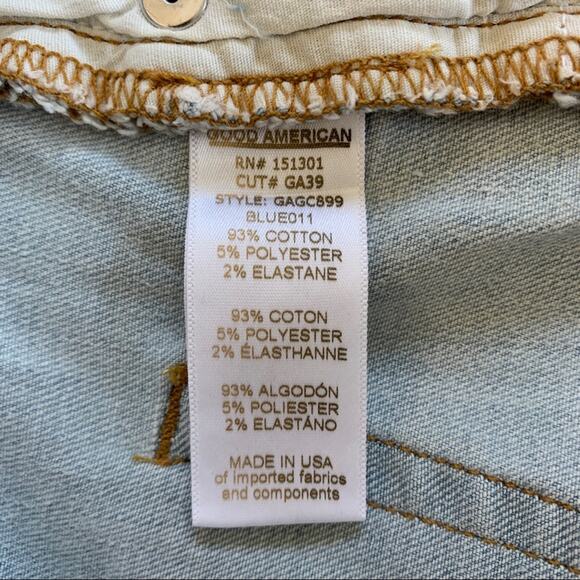 GOOD AMERICAN
RN# 151301
CUT# GA39
STYLE: GAGC899
BLUE011
93% COTTON
5% POLYESTER
2% ELASTANE
93% COTON
5% POLYESTER
2% ÉLASTHANNE
93% ALGODÓN
5% POLIESTER
2% ELASTÁNO
MADE IN USA
of imported fabrics
and components